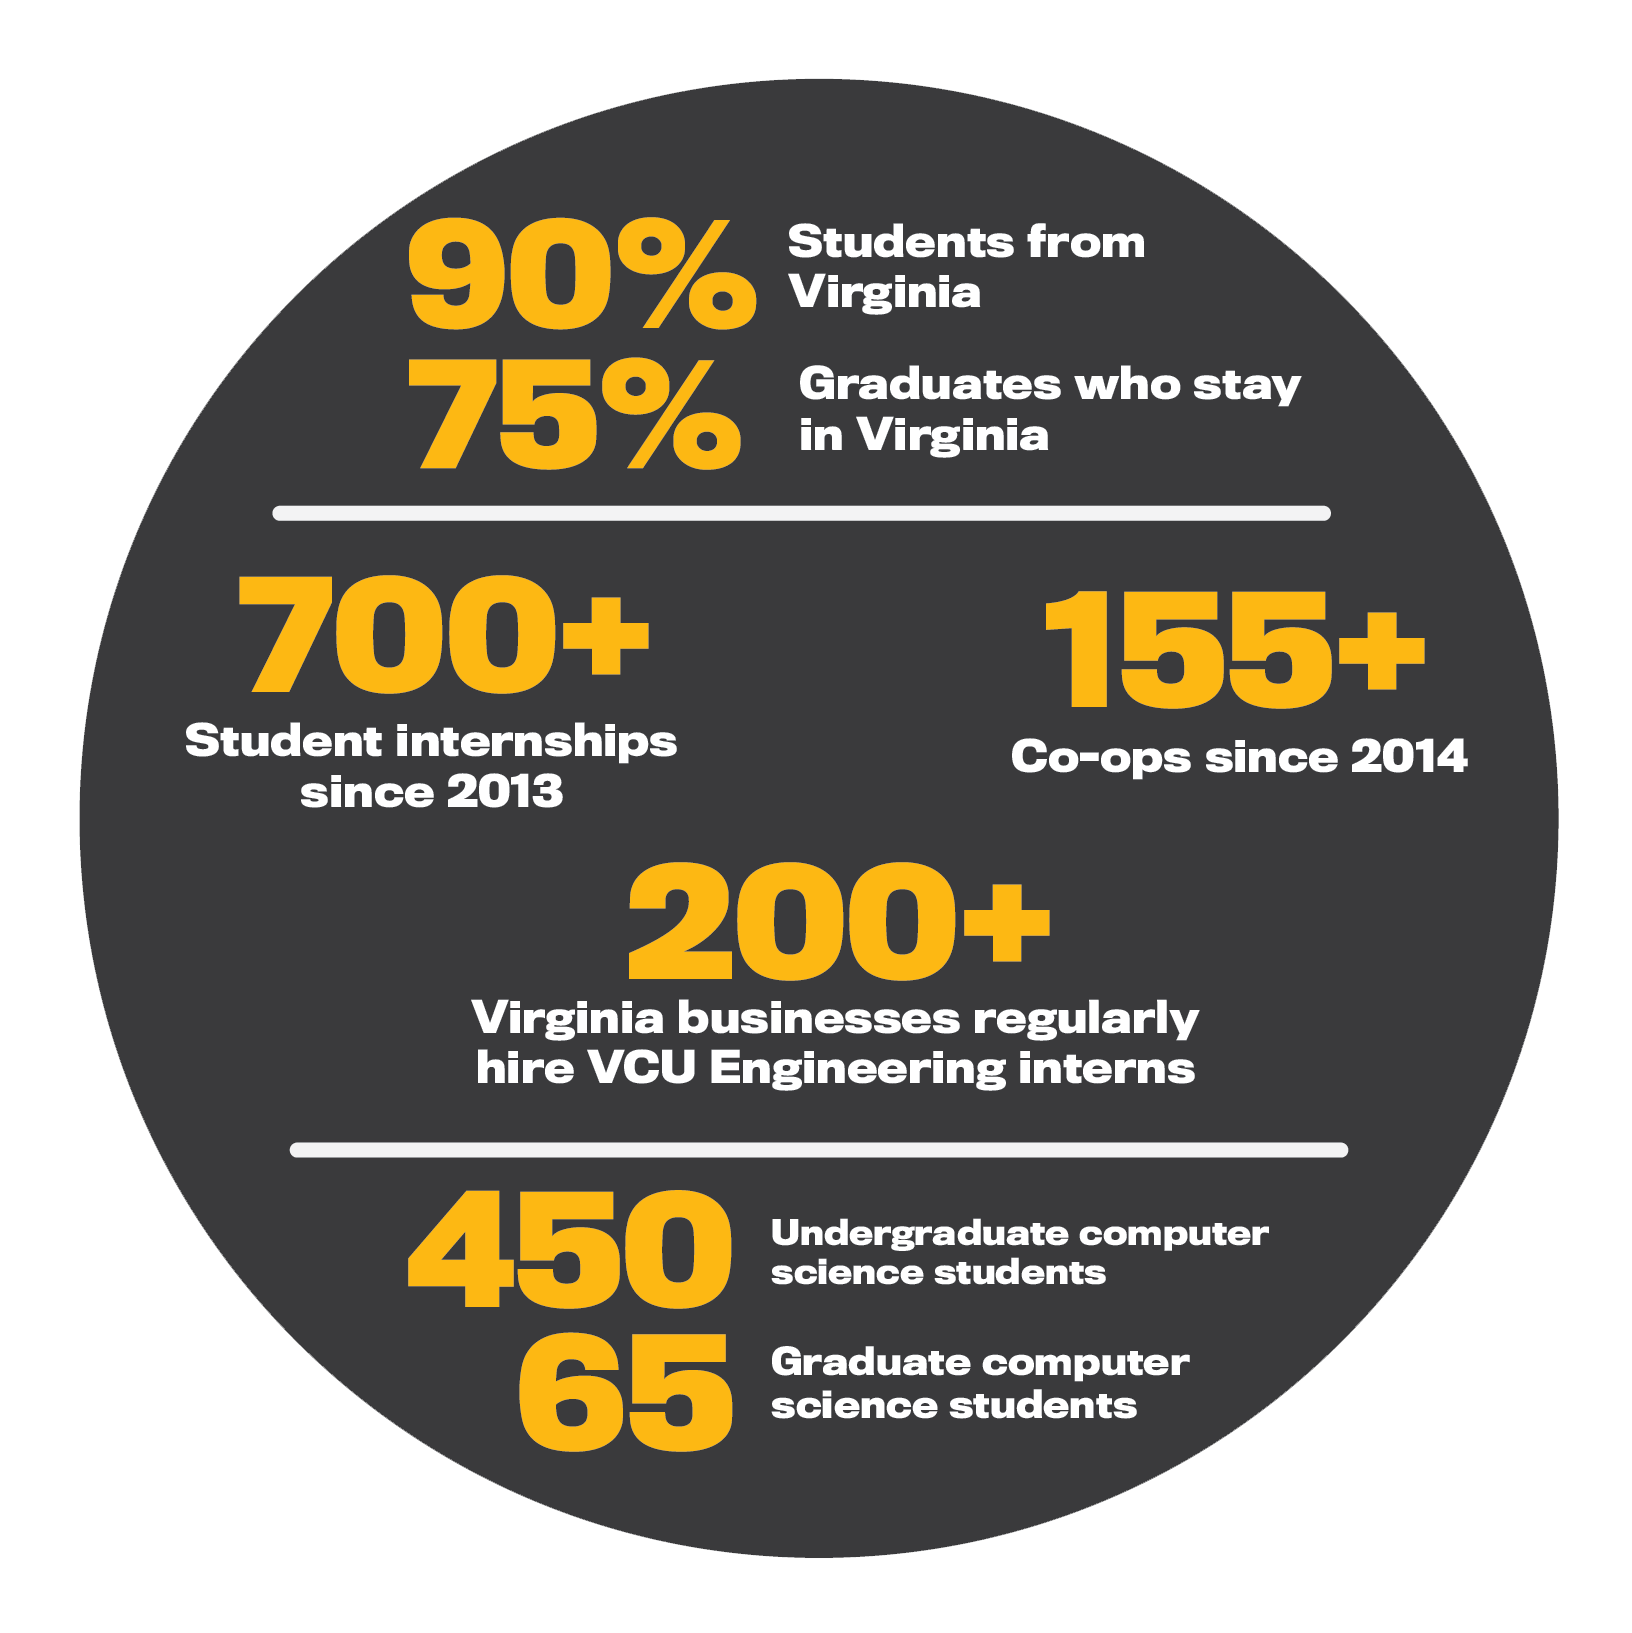 90%
Students from
Virginia
75%
Graduates who stay
in Virginia
700+
Student internships
since 2013
155+
Co-ops since 2014
200+
Virginia businesses regularly
hire VCU Engineering interns
450
Undergraduate computer
science students
65
Graduate computer
science students